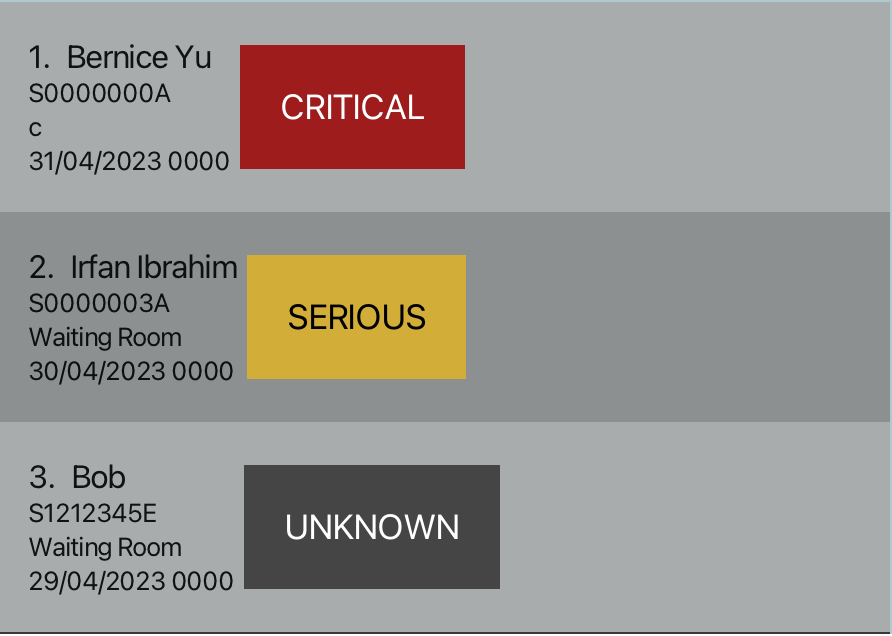 1. Bernice Yu
S0000000A
c
31/04/2023 0000
CRITICAL
2. Irfan Ibrahim
S0000003A
Waiting Room
30/04/2023 0000
SERIOUS
3. Bob
S1212345E
Waiting Room
29/04/2023 0000
UNKNOWN